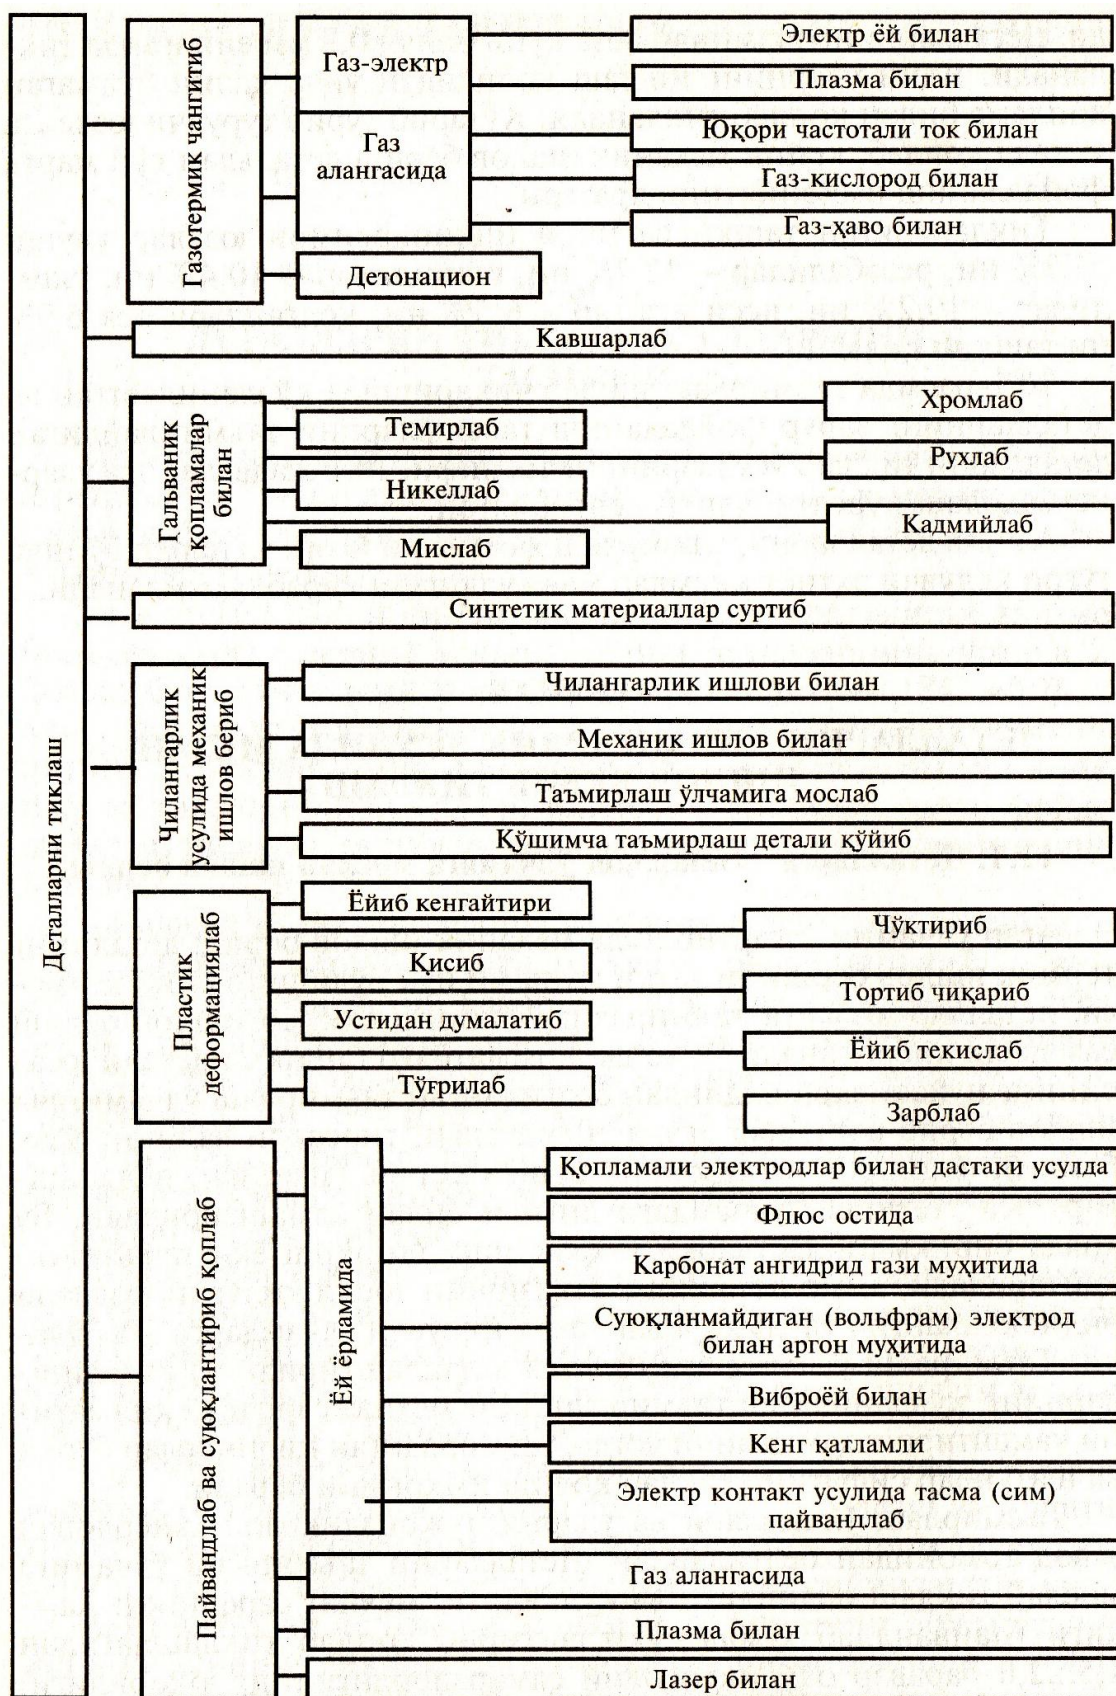 Деталларни тиклаш
Газотермик чангитиб
Газ-электр
Электр ёй билан
Плазма билан
Газ
алангасида
Юқори частотали ток билан
Газ-кислород билан
Газ-ҳаво билан
Детонацион
Кавшарлаб
Гальваник
қопламалар
билан
Хромлаб
Темирлаб
Рухлаб
Никеллаб
Кадмийлаб
Мислаб
Синтетик материаллар суртиб
Чилангарлик
усулида механик
ишлов бериб
Чилангарлик ишлови билан
Механик ишлов билан
Таъмирлаш ўлчамига мослаб
Қўшимча таъмирлаш детали қўйиб
Пластик
деформациялаб
Ёйиб кенгайтири
Чўктириб
Қисиб
Тортиб чиқариб
Устидан думалатиб
Ёйиб текислаб
Тўғрилаб
Зарблаб
Пайвандлаб ва суюқлантириб қоплаб
Ёй ёрдамида
Қопламали электродлар билан дастаки усулда
Флюс остида
Карбонат ангидрид гази муҳитида
Суюқланмайдиган (вольфрам) электрод
билан аргон муҳитида
Виброёй билан
Кенг қатламли
Электр контакт усулида тасма (сим)
пайвандлаб
Газ алангасида
Плазма билан
Лазер билан